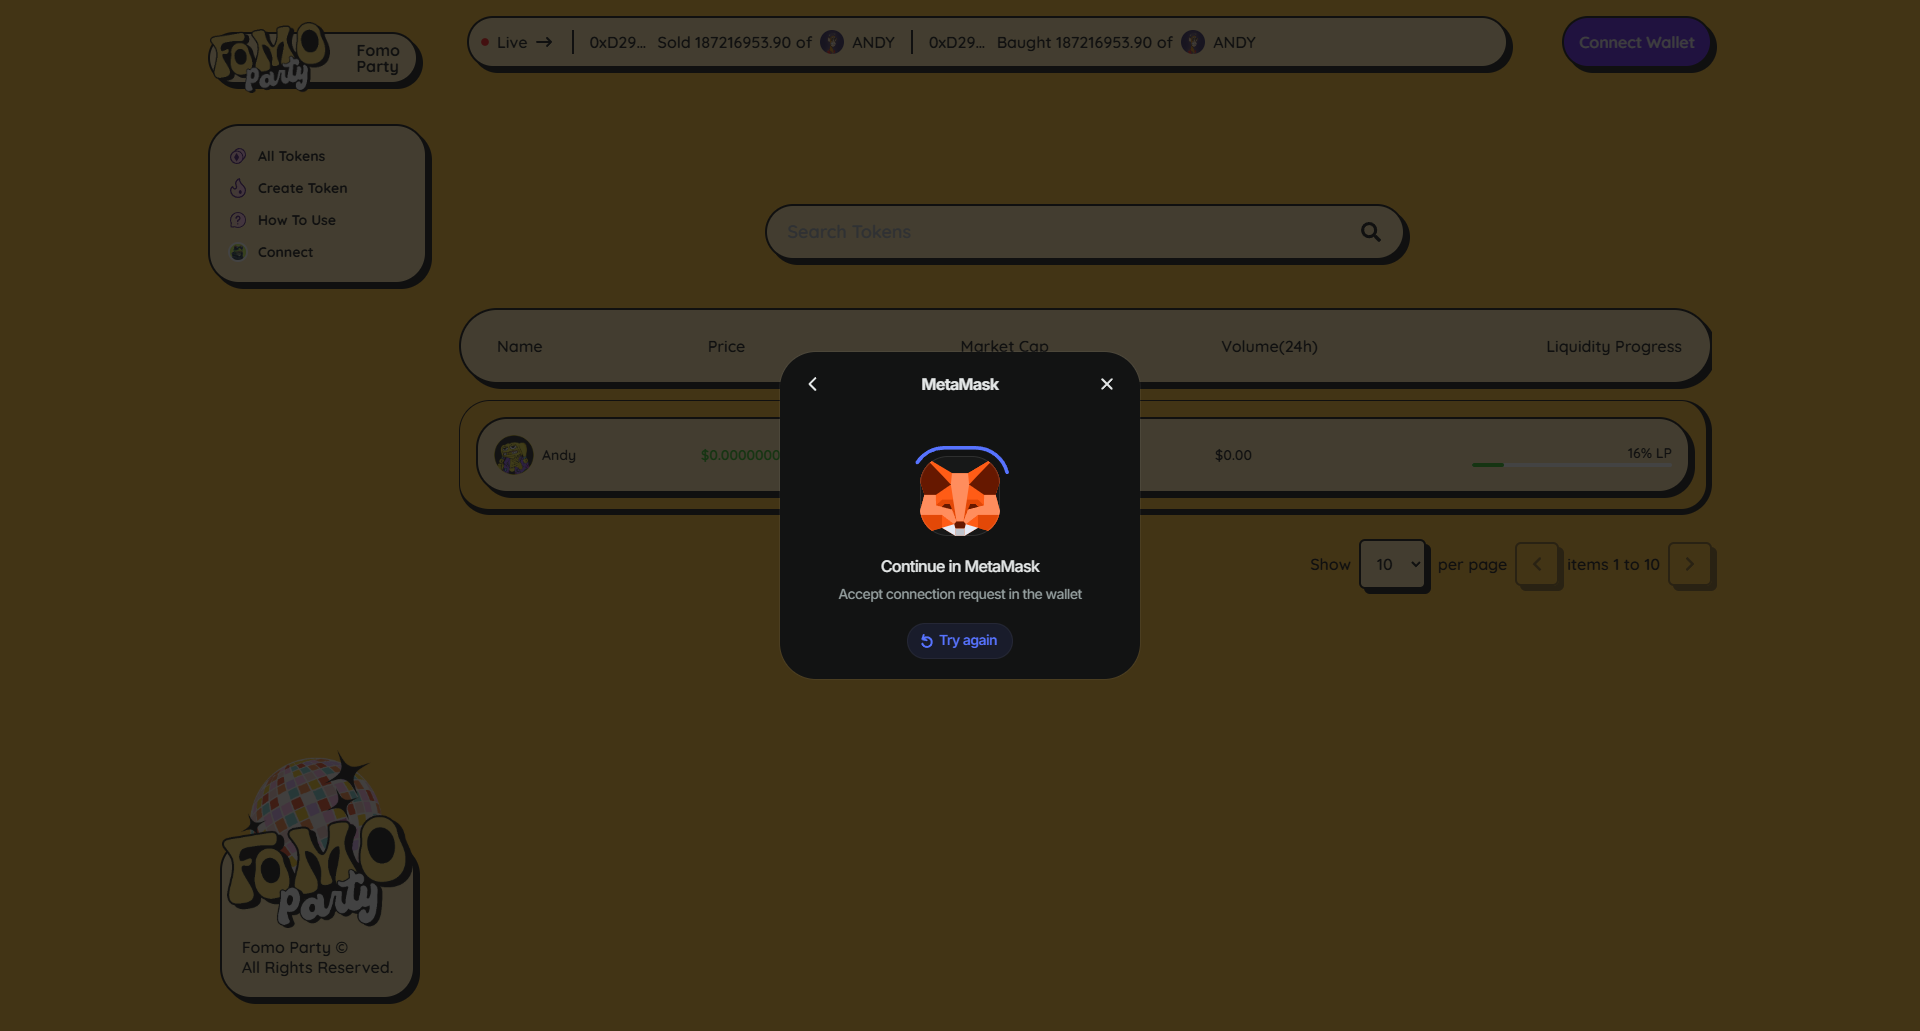 FOMO
Party
Fomo
Party
Live → | 0xD29... Sold 187216953.90 of ANDY | 0xD29... Baught 187216953.90 of ANDY
Connect Wallet
All Tokens
Create Token
How To Use
Connect
Search Tokens
Name Price Market Cap Volume(24h) Liquidity Progress
Andy $0.0000000 $0.00 16% LP
MetaMask
Continue in MetaMask
Accept connection request in the wallet
Try again
Show 10 per page items 1 to 10
FOMO
Party
Fomo Party ©
All Rights Reserved.